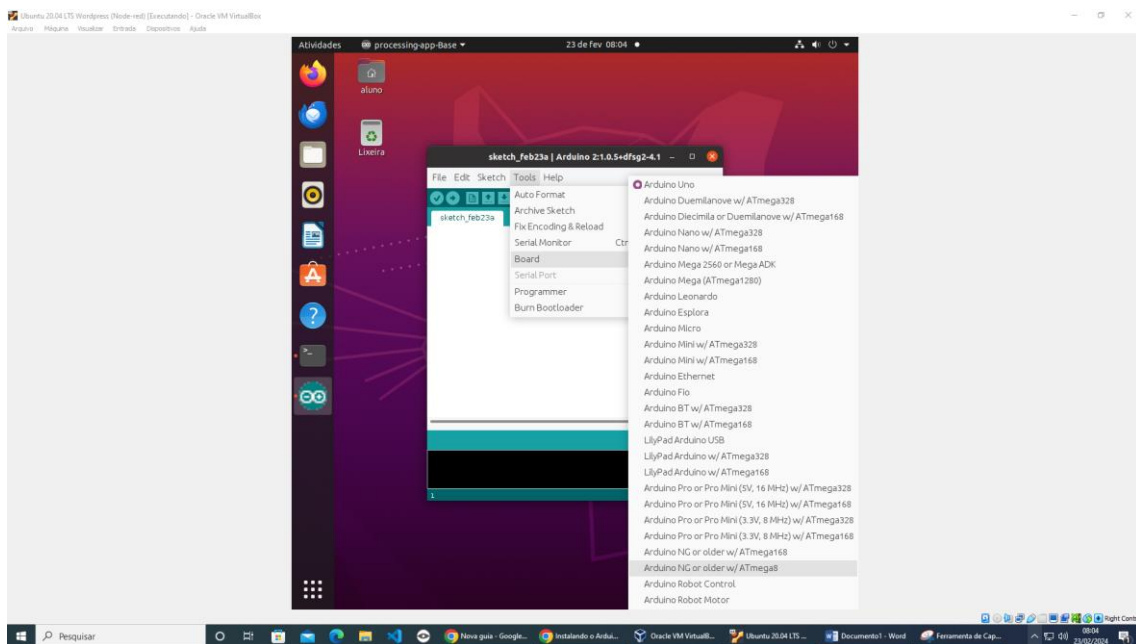 Ubuntu 20.04 LTS Wordpress (Node-red) [Executando] - Oracle VM VirtualBox
Arquivo Máquina Visualizar Entrada Dispositivos Ajuda
Atividades processing-app-Base 23 de fev 08:04
aluno
Lixeira
sketch_feb23a | Arduino 2:1.0.5+dfsg2-4.1
File Edit Sketch Tools Help
sketch_feb23a
Auto Format
Archive Sketch
Fix Encoding & Reload
Serial Monitor Ctr
Board
Serial Port
Programmer
Burn Bootloader
Arduino Uno
Arduino Duemilanove w/ ATmega328
Arduino Diecimila or Duemilanove w/ ATmega168
Arduino Nano w/ ATmega328
Arduino Nano w/ ATmega168
Arduino Mega 2560 or Mega ADK
Arduino Mega (ATmega1280)
Arduino Leonardo
Arduino Esplora
Arduino Micro
Arduino Mini w/ ATmega328
Arduino Mini w/ ATmega168
Arduino Ethernet
Arduino Fio
Arduino BT w/ ATmega328
Arduino BT w/ ATmega168
LilyPad Arduino USB
LilyPad Arduino w/ ATmega328
LilyPad Arduino w/ ATmega168
Arduino Pro or Pro Mini (5V, 16 MHz) w/ ATmega328
Arduino Pro or Pro Mini (5V, 16 MHz) w/ ATmega168
Arduino Pro or Pro Mini (3.3V, 8 MHz) w/ ATmega328
Arduino Pro or Pro Mini (3.3V, 8 MHz) w/ ATmega168
Arduino NG or older w/ ATmega168
Arduino NG or older w/ ATmega8
Arduino Robot Control
Arduino Robot Motor
1
Right Cont
Pesquisar
Nova guia - Google...
Instalando o Ardui...
Oracle VM VirtualB...
Ubuntu 20.04 LTS ...
Documento1 - Word
Ferramenta de Cap...
08:04
23/02/2024